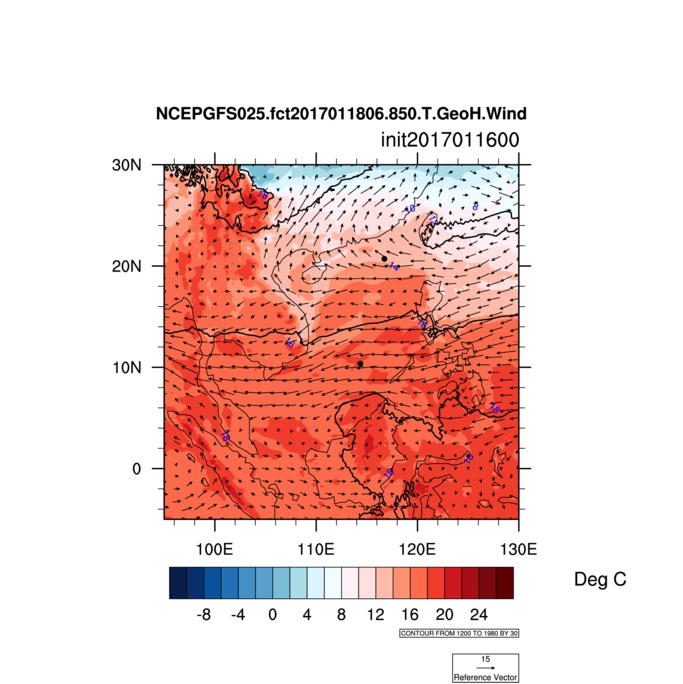 NCEPGFS025.fct2017011806.850.T.GeoH.Wind
init2017011600
30N
20N
10N
0
100E 110E 120E 130E
-8 -4 0 4 8 12 16 20 24
Deg C
CONTOUR FROM 1200 TO 1980 BY 30
15
Reference Vector